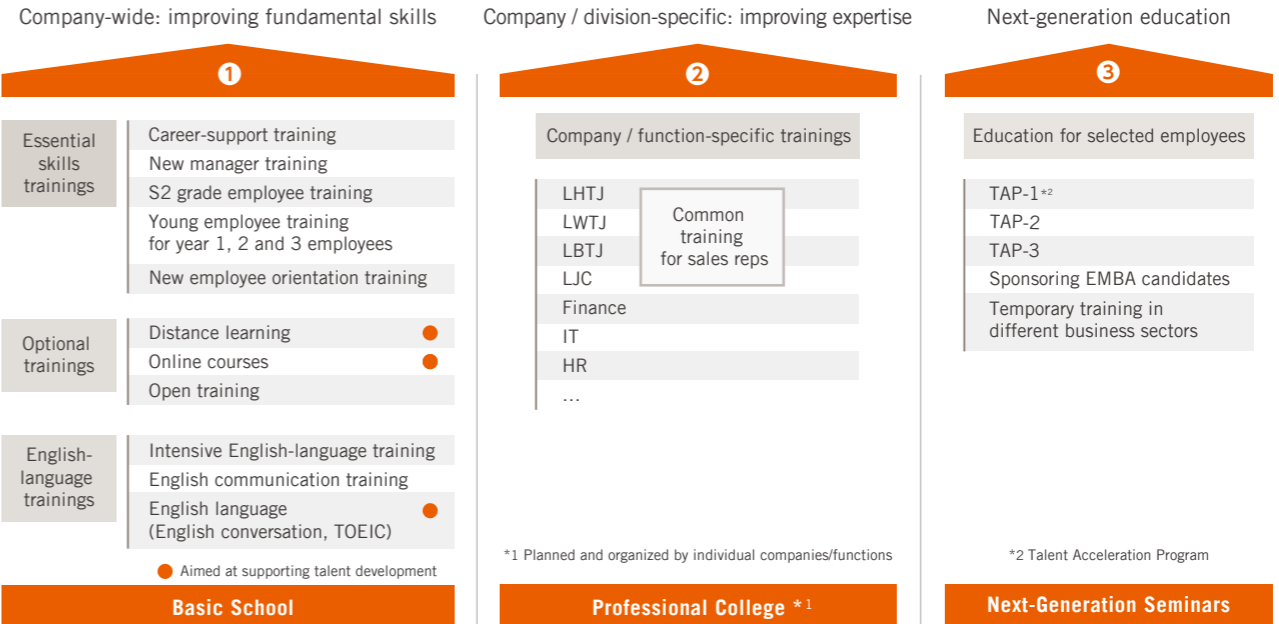 Company-wide: improving fundamental skills
1
Essential
skills
trainings
Career-support training
New manager training
S2 grade employee training
Young employee training
for year 1, 2 and 3 employees
New employee orientation training
Optional
trainings
Distance learning
Online courses
Open training
English-
language
trainings
Intensive English-language training
English communication training
English language
(English conversation, TOEIC)
Aimed at supporting talent development
Basic School
Company / division-specific: improving expertise
2
Company / function-specific trainings
LHTJ
LWTJ
LBTJ
LJC
Finance
IT
HR
...
Common
training
for sales reps
*1 Planned and organized by individual companies/functions
Professional College *1
Next-generation education
3
Education for selected employees
TAP-1*2
TAP-2
TAP-3
Sponsoring EMBA candidates
Temporary training in
different business sectors
*2 Talent Acceleration Program
Next-Generation Seminars